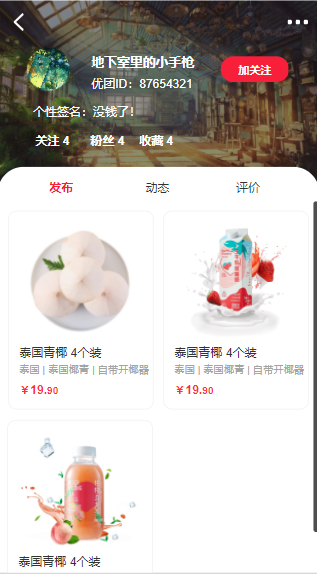 地下室里的小手枪
加关注
优团ID：87654321
个性签名：没钱了！
关注 4 粉丝 4 收藏 4
发布 动态 评价
泰国青椰 4个装
泰国 | 泰国椰青 | 自带开椰器
￥19.90
泰国青椰 4个装
泰国 | 泰国椰青 | 自带开椰器
￥19.90
泰国青椰 4个装